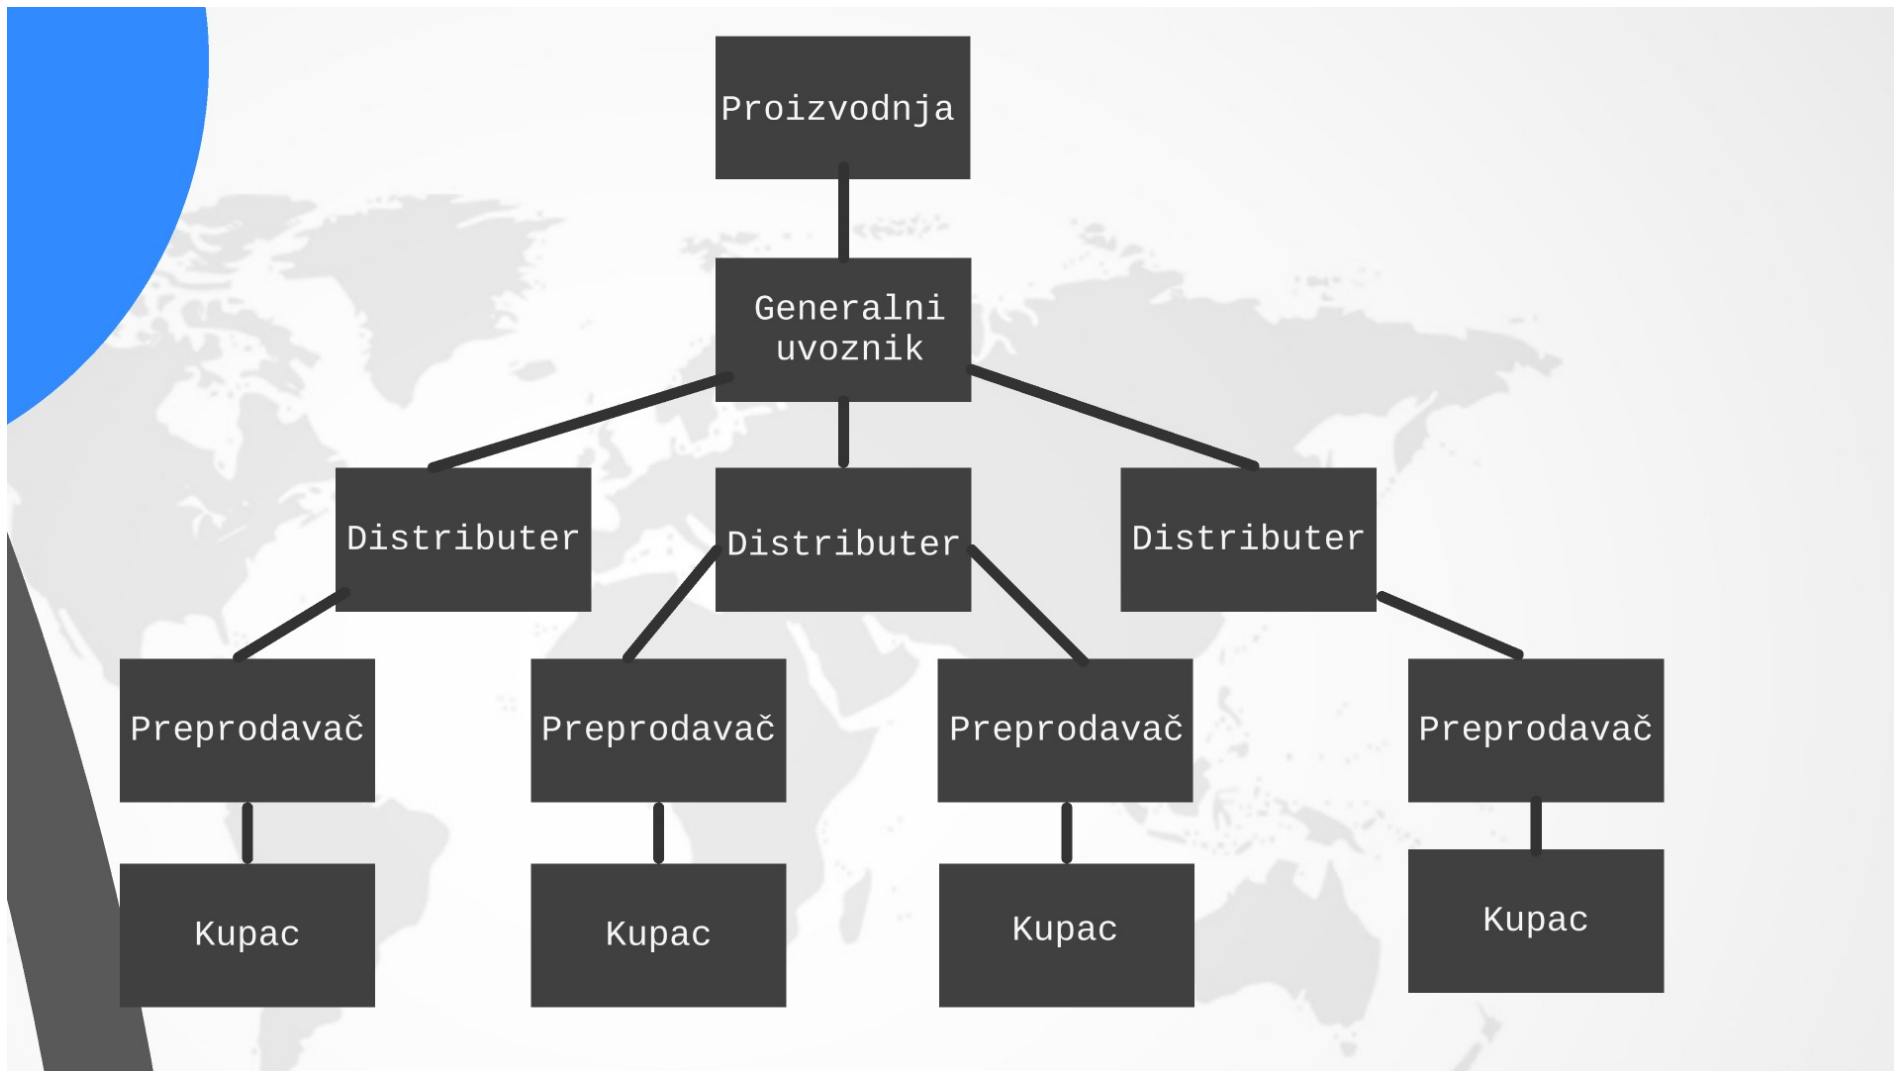 Proizvodnja
Generalni
uvoznik
Distributer
Distributer
Distributer
Preprodavač
Preprodavač
Preprodavač
Preprodavač
Kupac
Kupac
Kupac
Kupac